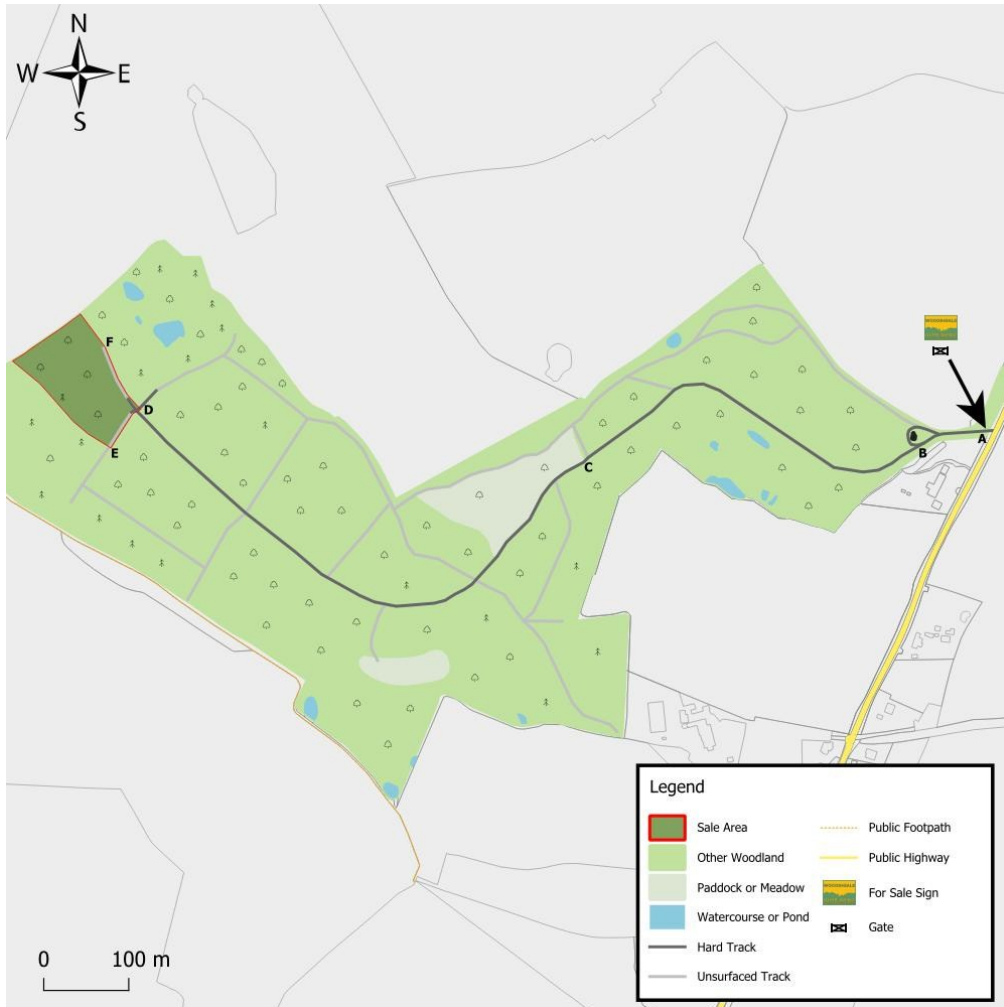 N
W E
S
F
D
E
C
A
B
Legend
Sale Area
Other Woodland
Paddock or Meadow
Watercourse or Pond
Hard Track
Unsurfaced Track
Public Footpath
Public Highway
For Sale Sign
Gate
0 100 m